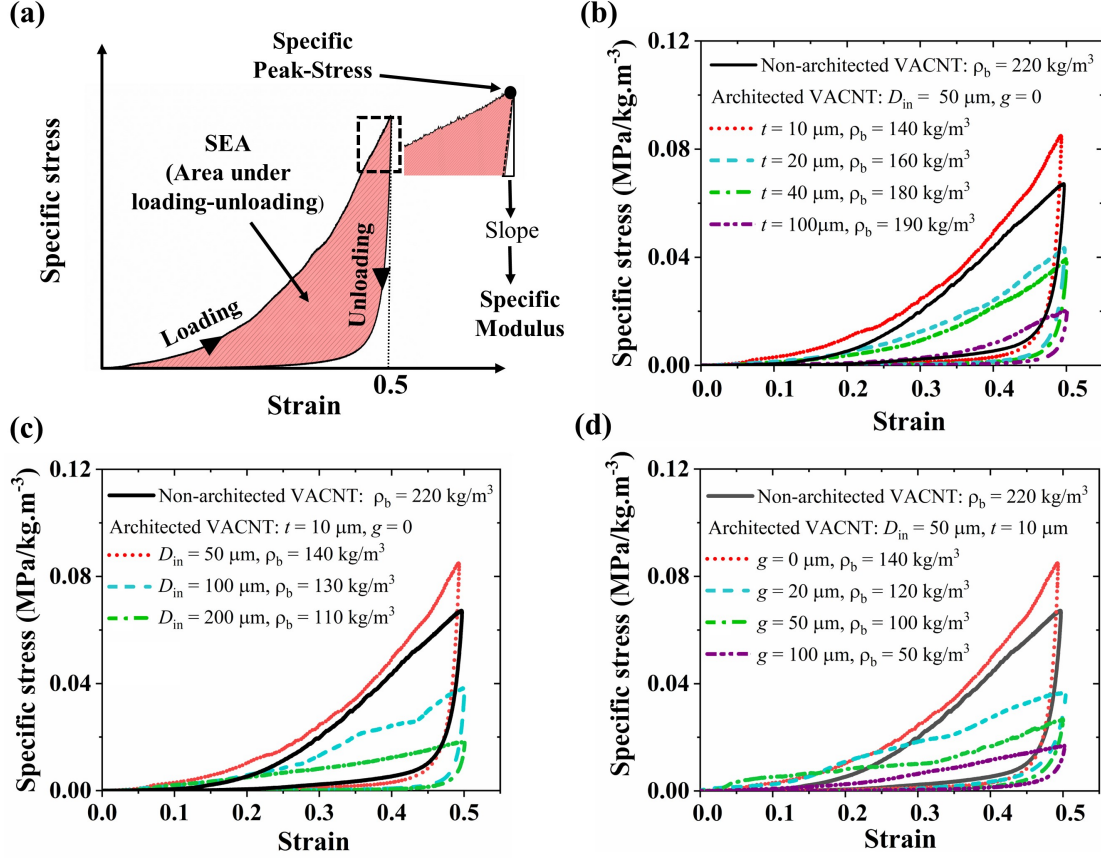 (a)
Specific
Peak-Stress
SEA
(Area under
loading-unloading)
Loading
Unloading
Slope
Specific
Modulus
Specific stress
0.5
Strain
(b)
0.12
0.08
0.04
0.00
Specific stress (MPa/kg.m⁻³)
Non-architected VACNT: ρb = 220 kg/m³
Architected VACNT: Din = 50 μm, g = 0
t = 10 μm, ρb = 140 kg/m³
t = 20 μm, ρb = 160 kg/m³
t = 40 μm, ρb = 180 kg/m³
t = 100μm, ρb = 190 kg/m³
0.0 0.1 0.2 0.3 0.4 0.5
Strain
(c)
0.12
0.08
0.04
0.00
Specific stress (MPa/kg.m⁻³)
Non-architected VACNT: ρb = 220 kg/m³
Architected VACNT: t = 10 μm, g = 0
Din = 50 μm, ρb = 140 kg/m³
Din = 100 μm, ρb = 130 kg/m³
Din = 200 μm, ρb = 110 kg/m³
0.0 0.1 0.2 0.3 0.4 0.5
Strain
(d)
0.12
0.08
0.04
0.00
Specific stress (MPa/kg.m⁻³)
Non-architected VACNT: ρb = 220 kg/m³
Architected VACNT: Din = 50 μm, t = 10 μm
g = 0 μm, ρb = 140 kg/m³
g = 20 μm, ρb = 120 kg/m³
g = 50 μm, ρb = 100 kg/m³
g = 100 μm, ρb = 50 kg/m³
0.0 0.1 0.2 0.3 0.4 0.5
Strain